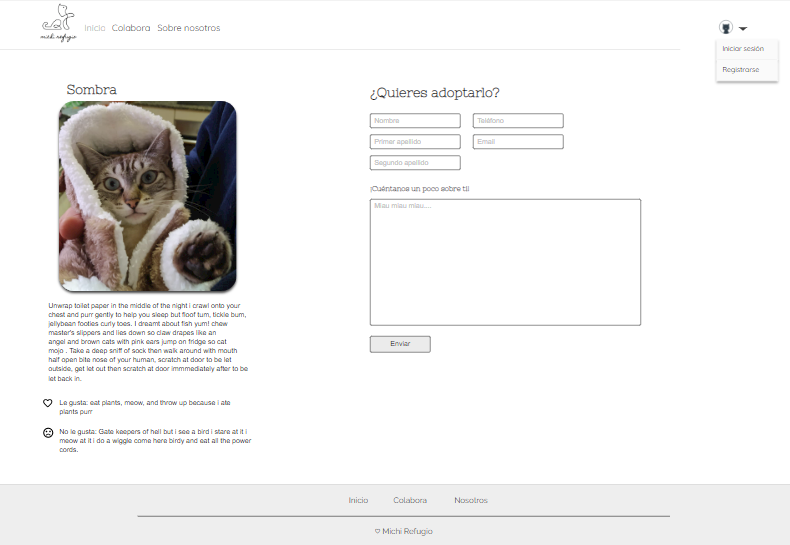 michi refugio
Inicio Colabora Sobre nosotros
Iniciar sesión
Registrarse
Sombra
¿Quieres adoptarlo?
Nombre
Teléfono
Primer apellido
Email
Segundo apellido
¡Cuéntanos un poco sobre ti!
Miau miau miau....
Enviar
Unwrap toilet paper in the middle of the night i crawl onto your
chest and purr gently to help you sleep but floof tum, tickle bum,
jellybean footies curly toes. I dreamt about fish yum! chew
master's slippers and lies down so claw drapes like an
angel and brown cats with pink ears jump on fridge so cat
mojo . Take a deep sniff of sock then walk around with mouth
half open bite nose of your human, scratch at door to be let
outside, get let out then scratch at door immmediately after to be
let back in.
Le gusta: eat plants, meow, and throw up because i ate
plants purr
No le gusta: Gate keepers of hell but i see a bird i stare at it i
meow at it i do a wiggle come here birdy and eat all the power
cords.
Inicio Colabora Nosotros
♡ Michi Refugio